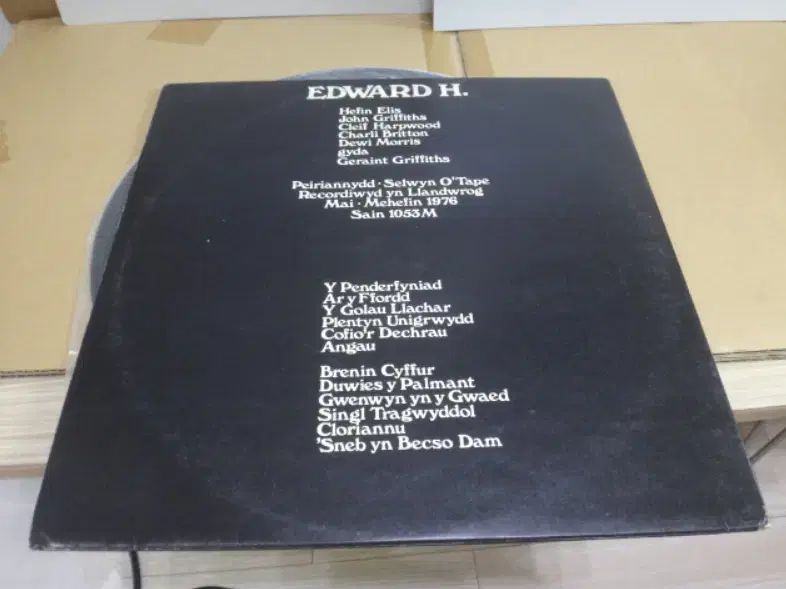 EDWARD H.
Hefin Elis
John Griffiths
Cleif Harpwood
Charli Britton
Dewi Morris
gyda
Geraint Griffiths
Peiriannydd · Selwyn O'Tape
Recordiwyd yn Llandwrog
Mai · Mehefin 1976
Sain 1053M
Y Penderfyniad
Ar y Ffordd
Y Golau Llachar
Plentyn Unigrwydd
Cofio'r Dechrau
Angau
Brenin Cyffur
Duwies y Palmant
Gwenwyn yn y Gwaed
Singl Tragwyddol
Cloriannu
'Sneb yn Becso Dam